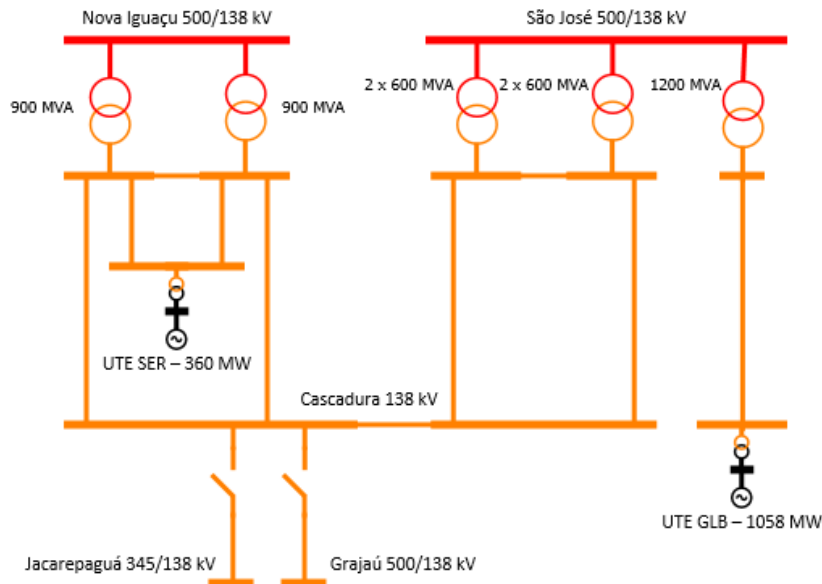 Nova Iguaçu 500/138 kV
São José 500/138 kV
900 MVA
900 MVA
2 x 600 MVA
2 x 600 MVA
1200 MVA
UTE SER – 360 MW
Cascadura 138 kV
UTE GLB – 1058 MW
Jacarepaguá 345/138 kV
Grajaú 500/138 kV